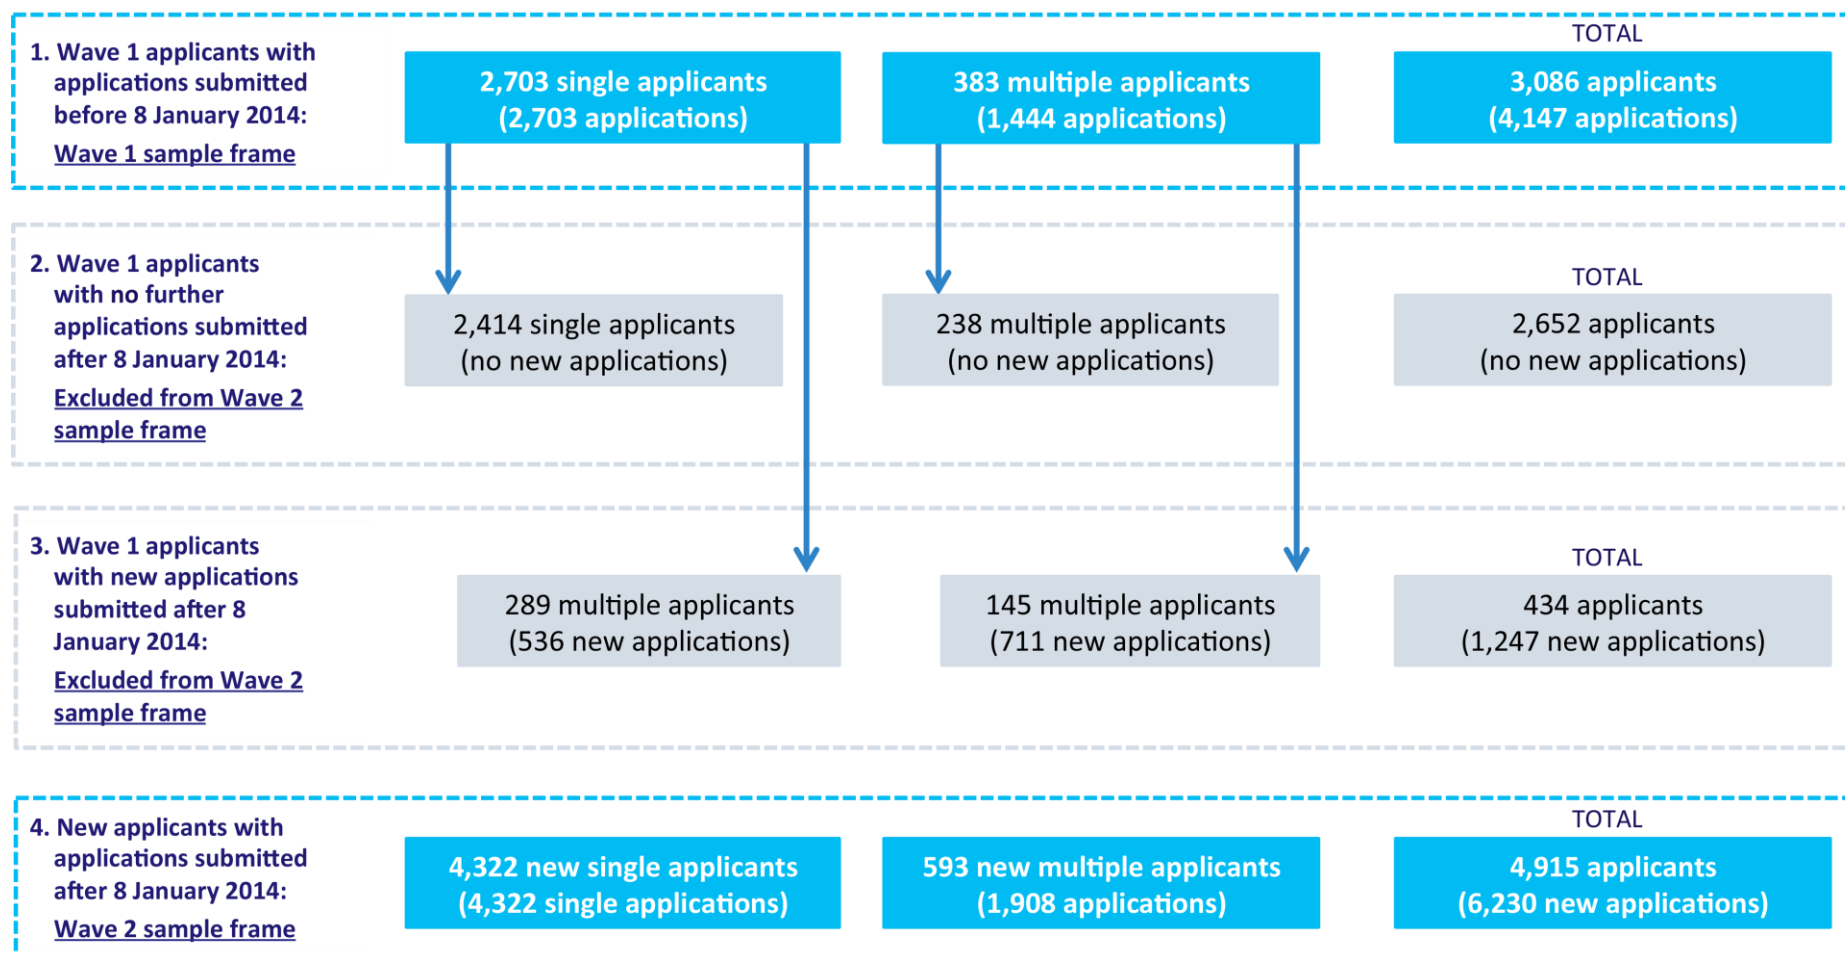 1. Wave 1 applicants with
applications submitted
before 8 January 2014:
Wave 1 sample frame
2,703 single applicants
(2,703 applications)
383 multiple applicants
(1,444 applications)
TOTAL
3,086 applicants
(4,147 applications)
2. Wave 1 applicants
with no further
applications submitted
after 8 January 2014:
Excluded from Wave 2
sample frame
2,414 single applicants
(no new applications)
238 multiple applicants
(no new applications)
TOTAL
2,652 applicants
(no new applications)
3. Wave 1 applicants
with new applications
submitted after 8
January 2014:
Excluded from Wave 2
sample frame
289 multiple applicants
(536 new applications)
145 multiple applicants
(711 new applications)
TOTAL
434 applicants
(1,247 new applications)
4. New applicants with
applications submitted
after 8 January 2014:
Wave 2 sample frame
4,322 new single applicants
(4,322 single applications)
593 new multiple applicants
(1,908 applications)
TOTAL
4,915 applicants
(6,230 new applications)